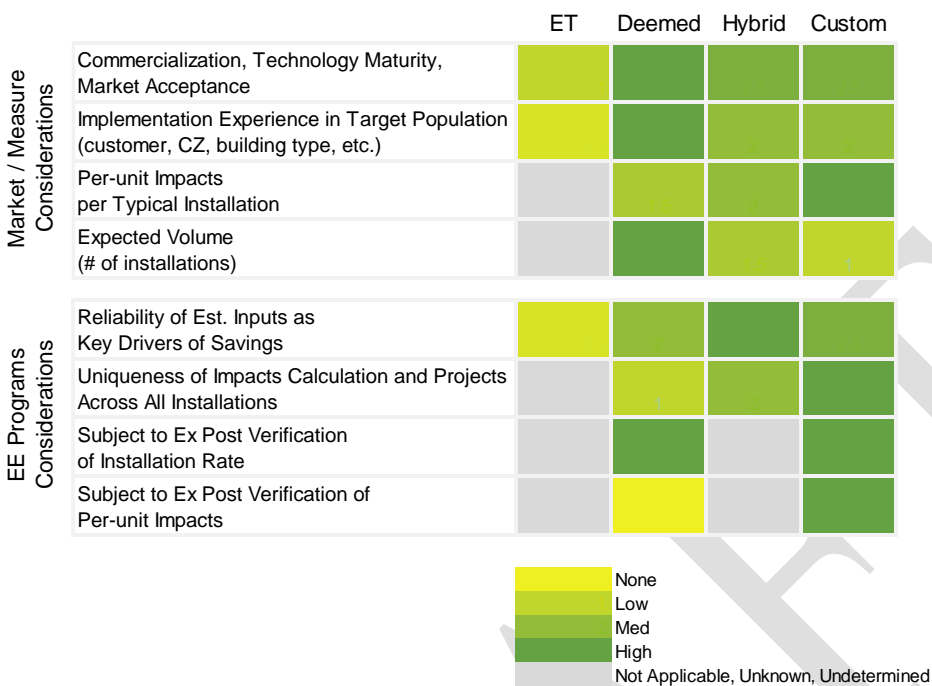 ET Deemed Hybrid Custom
Market / Measure
Considerations
Commercialization, Technology Maturity,
Market Acceptance
Implementation Experience in Target Population
(customer, CZ, building type, etc.)
Per-unit Impacts
per Typical Installation
Expected Volume
(# of installations)
EE Programs
Considerations
Reliability of Est. Inputs as
Key Drivers of Savings
Uniqueness of Impacts Calculation and Projects
Across All Installations
Subject to Ex Post Verification
of Installation Rate
Subject to Ex Post Verification of
Per-unit Impacts
None
Low
Med
High
Not Applicable, Unknown, Undetermined